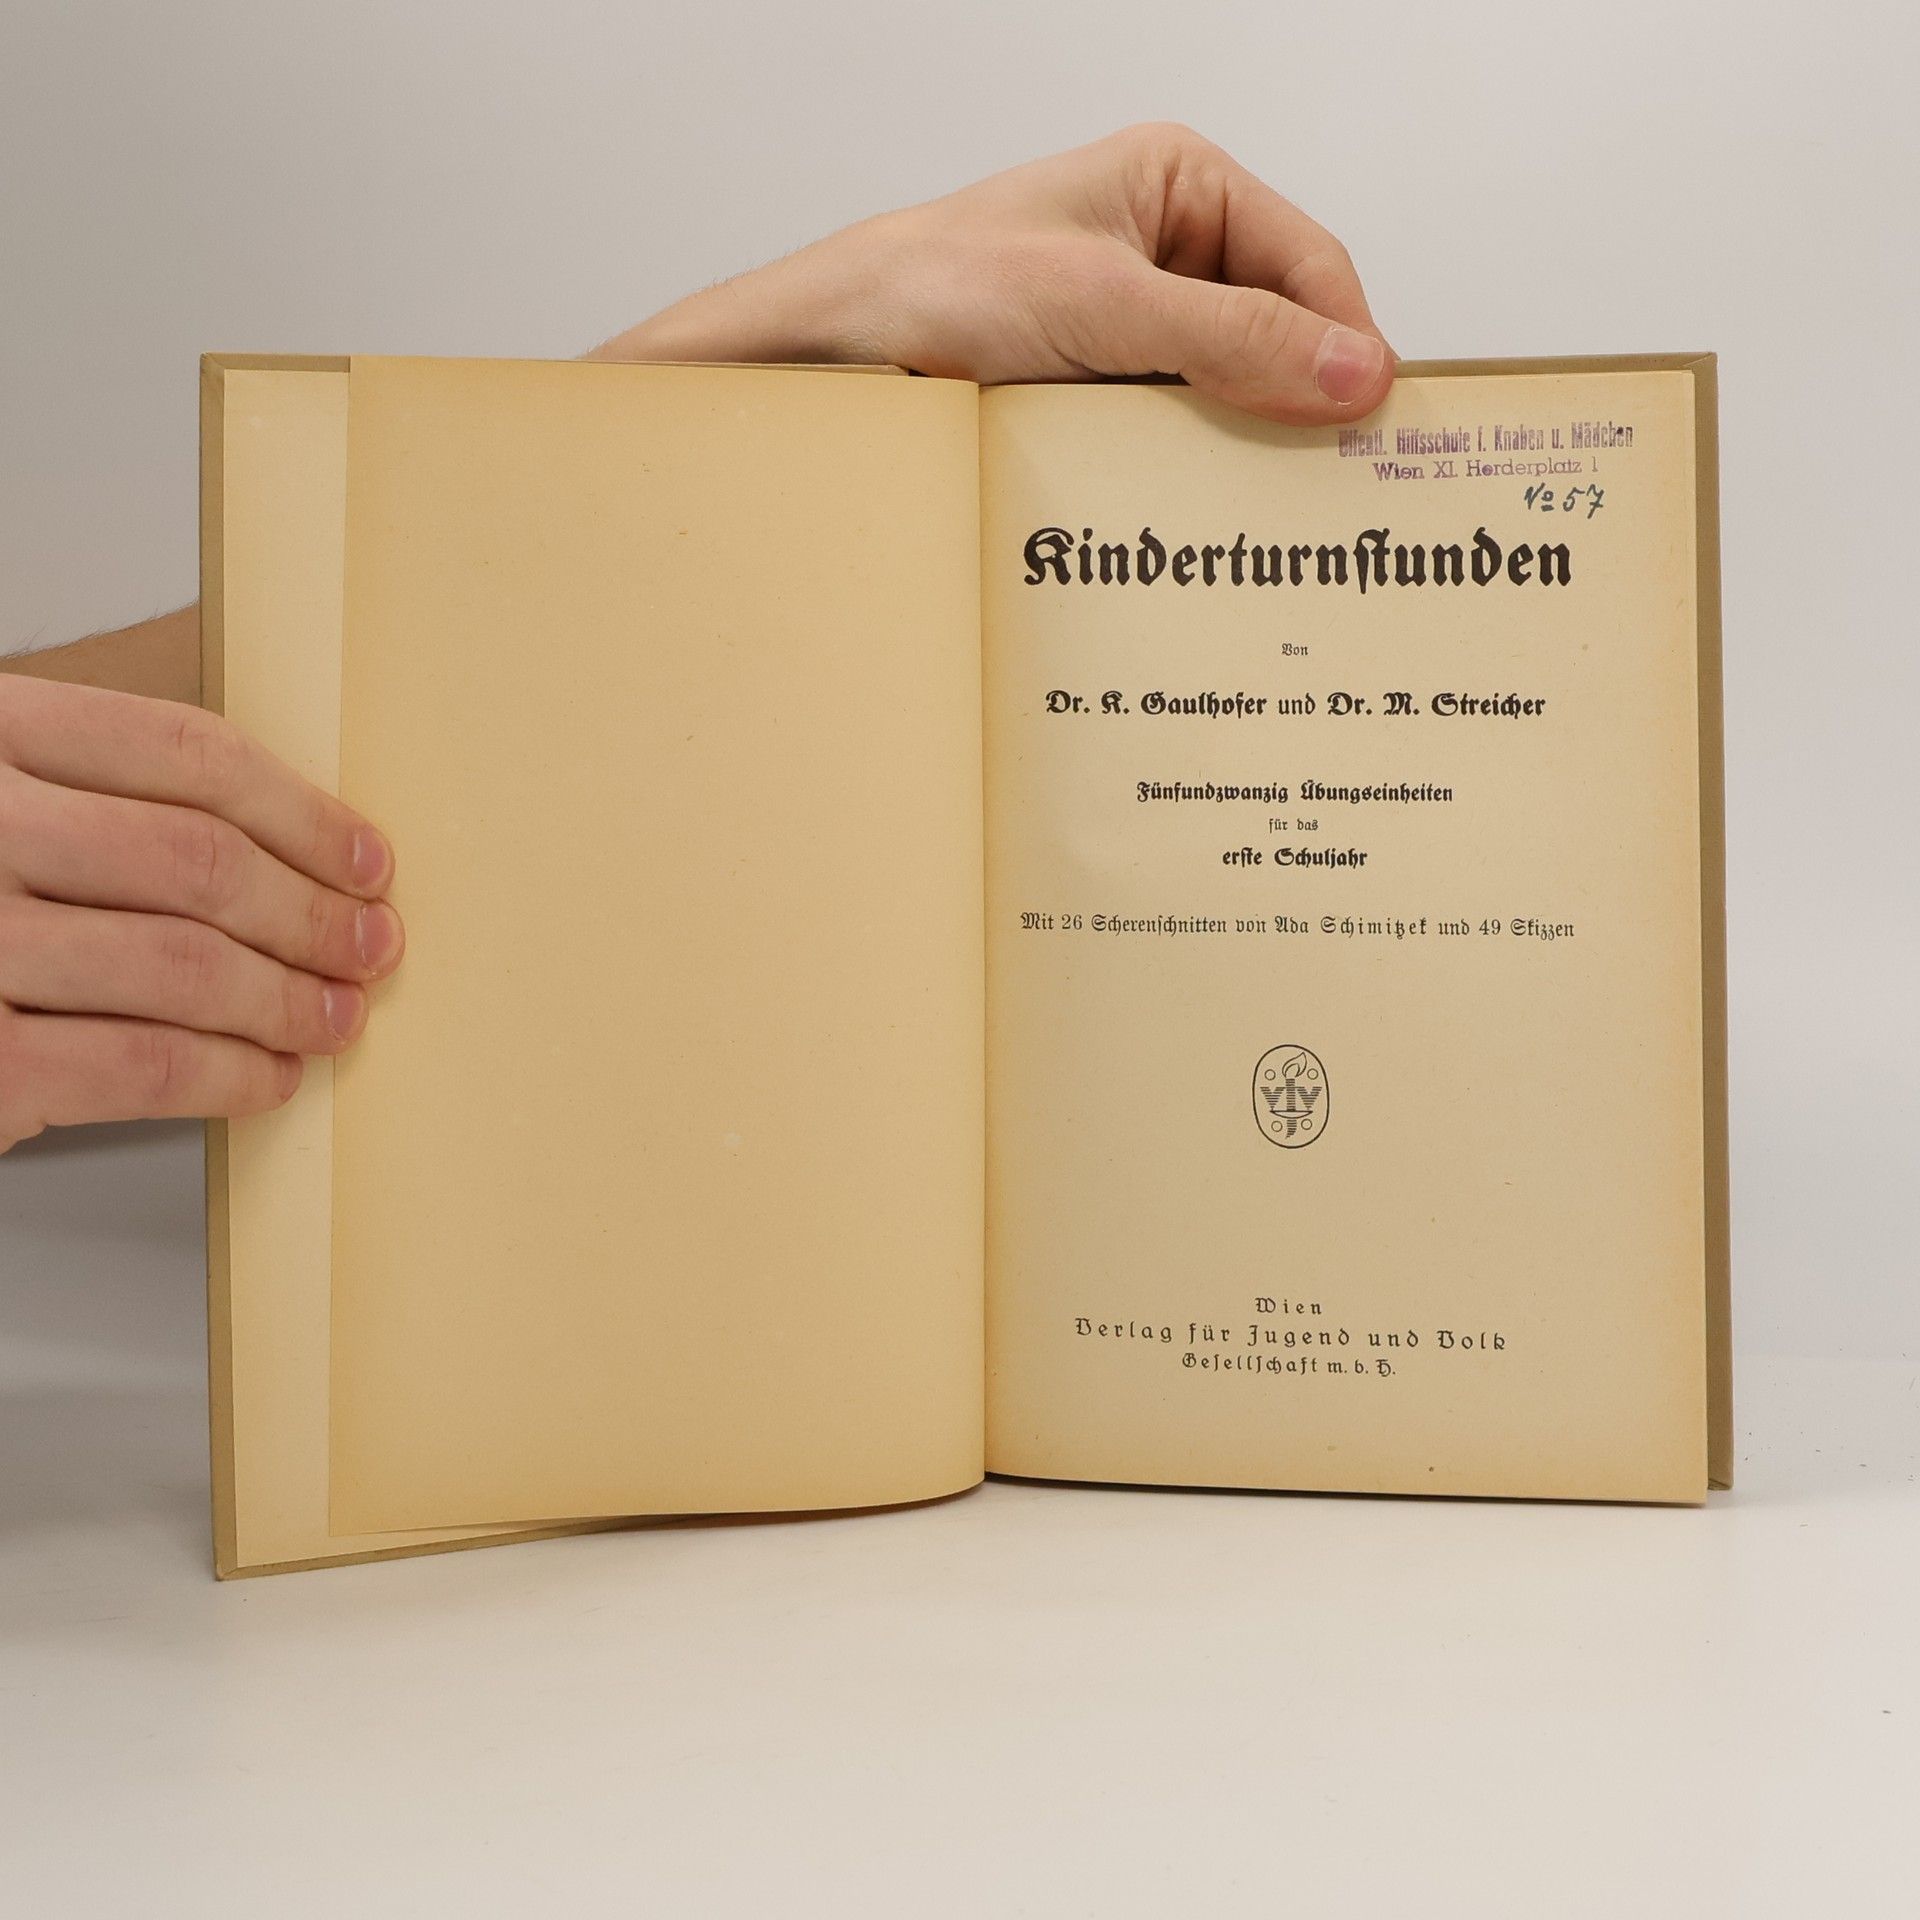 Öffentl. Hilfsschule f. Knaben u. Mädchen
Wien XI. Herderplatz 1
No 57
Kinderturnſtunden
Von
Dr. K. Gaulhofer und Dr. M. Streicher
Fünfundzwanzig Übungseinheiten
für das
erſte Schuljahr
Mit 26 Scherenſchnitten von Ada Schimitzek und 49 Skizzen
VJV
Wien
Verlag für Jugend und Volk
Geſellſchaft m. b. H.